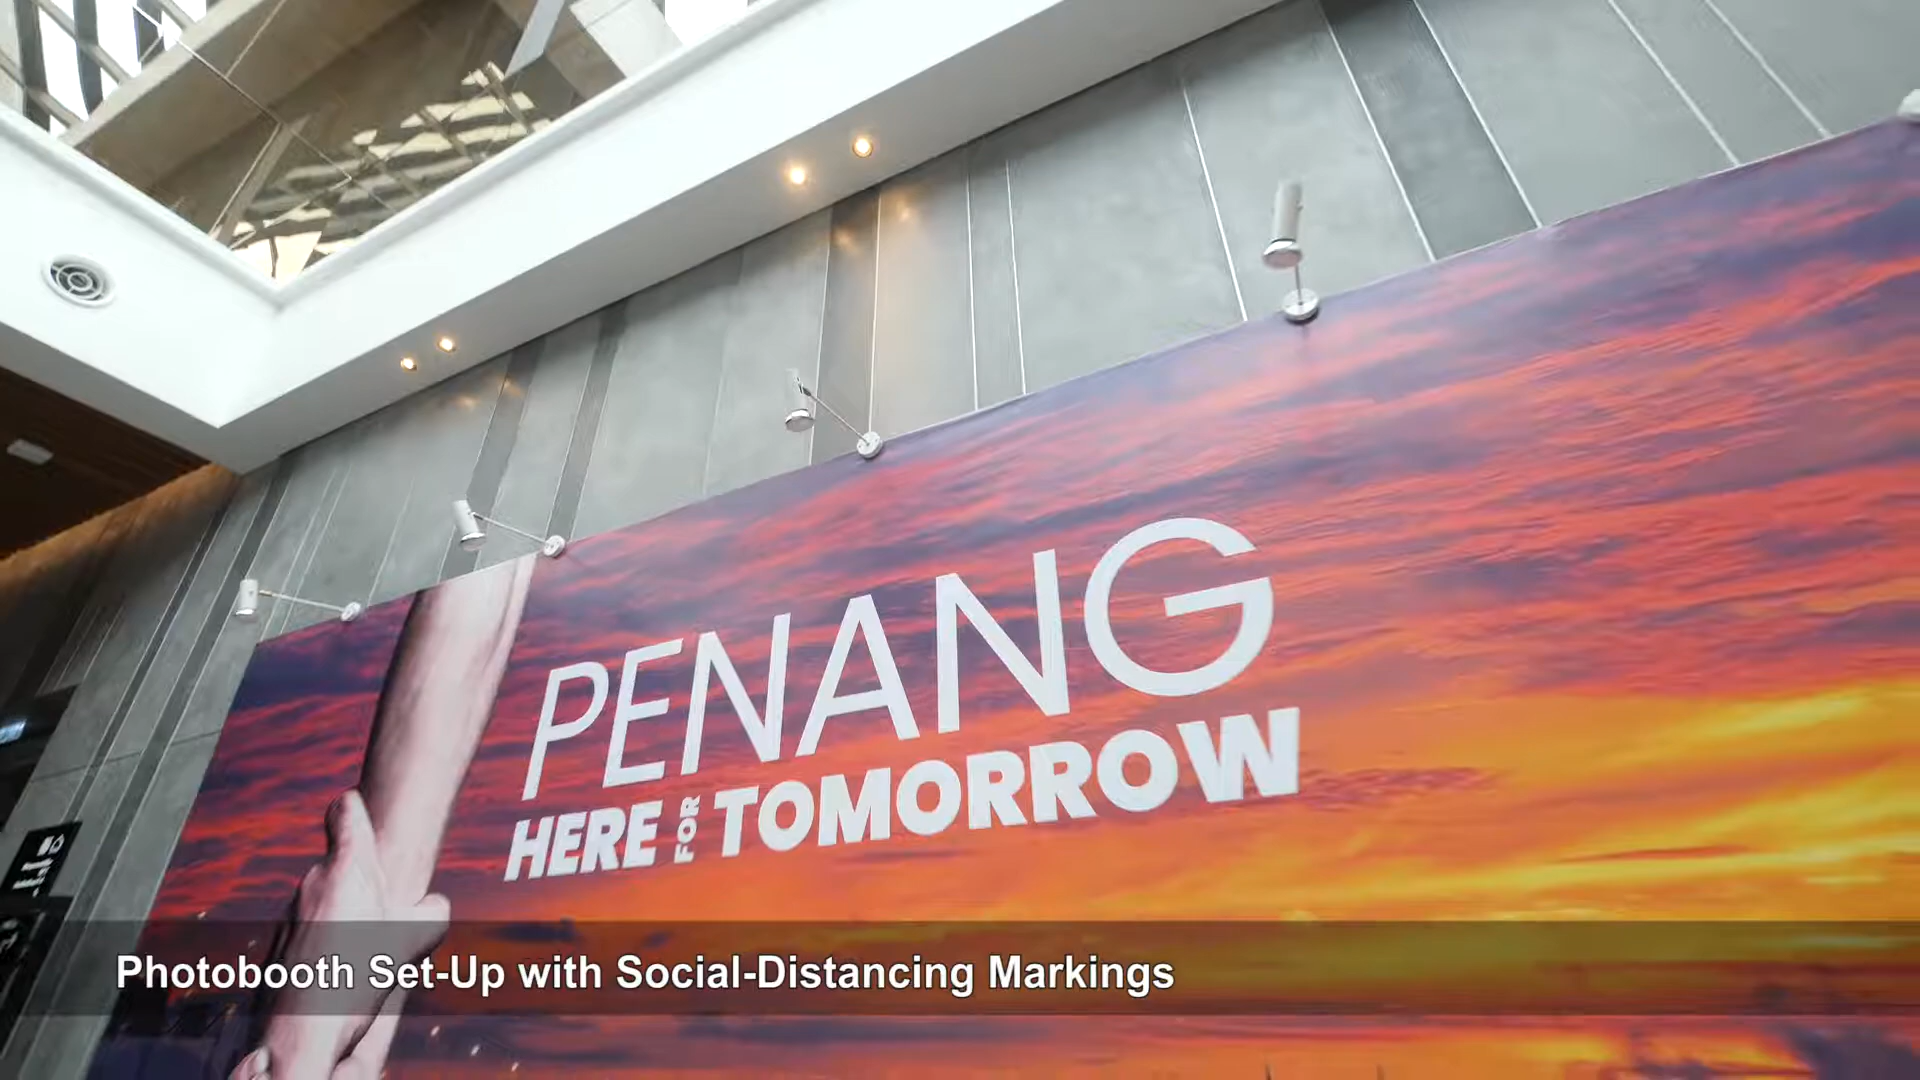 PENANG
HERE FOR TOMORROW
Photobooth Set-Up with Social-Distancing Markings